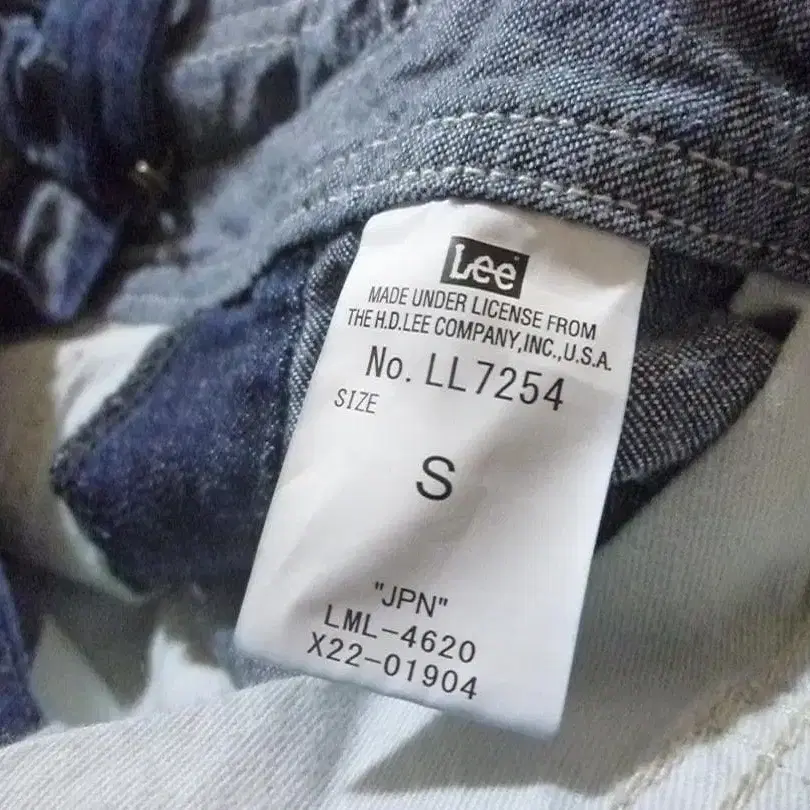 Lee
MADE UNDER LICENSE FROM
THE H.D.LEE COMPANY,INC.,U.S.A.
No. LL7254
SIZE
S
"JPN"
LML-4620
X22-01904